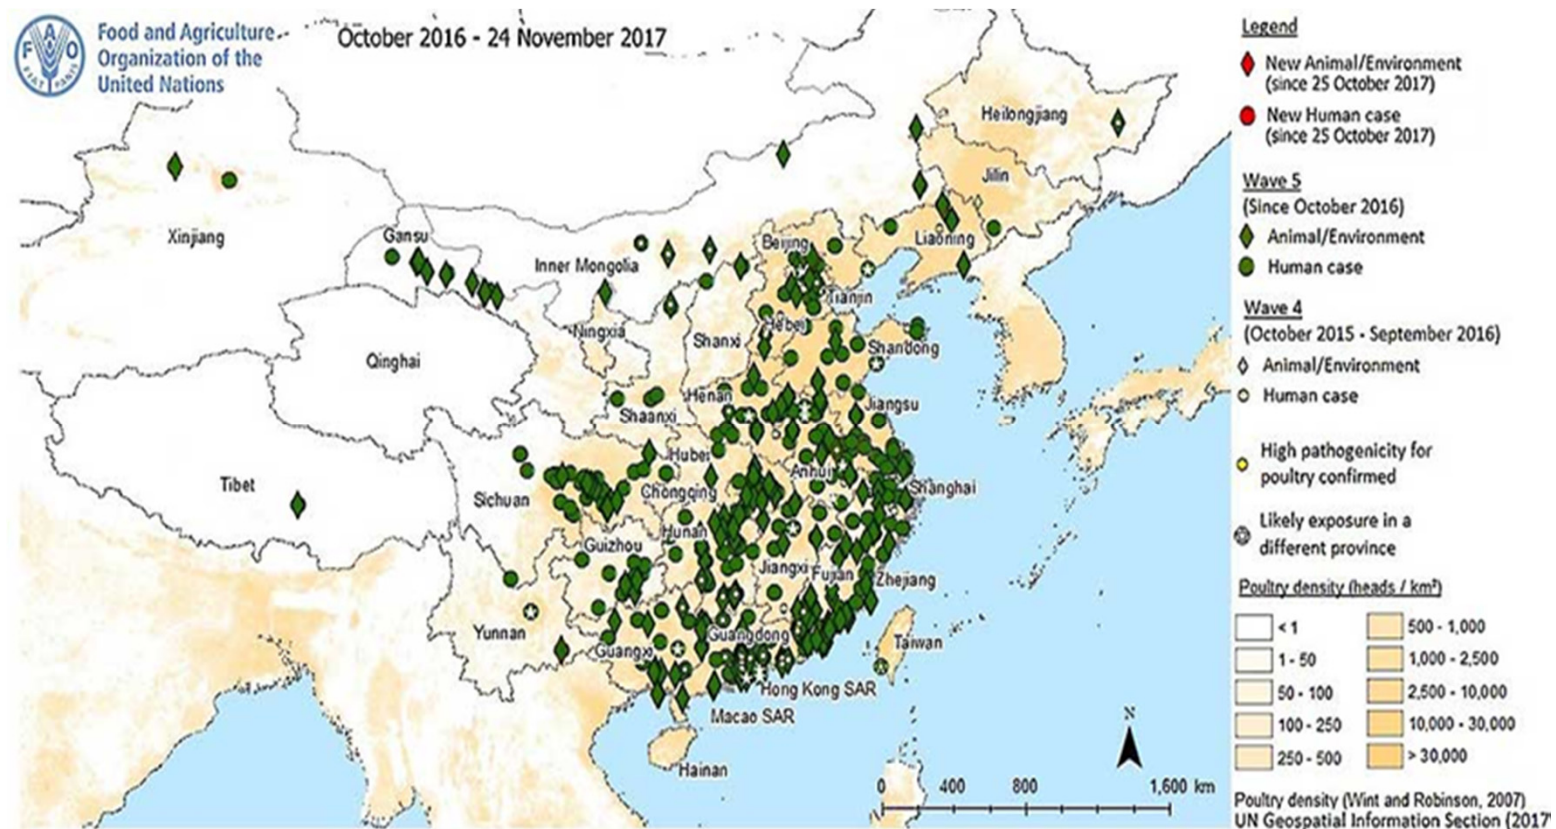 Food and Agriculture
Organization of the
United Nations
FAO
FIAT PANIS
October 2016 - 24 November 2017
Heilongjiang
Jilin
Liaoning
Xinjiang
Gansu
Inner Mongolia
Beijing
Tianjin
Hebei
Ningxia
Shanxi
Shandong
Qinghai
Henan
Shaanxi
Jiangsu
Hubei
Anhui
Tibet
Sichuan
Chongqing
Shanghai
Hunan
Guizhou
Jiangxi
Fujian
Zhejiang
Yunnan
Guangdong
Guangxi
Taiwan
Hong Kong SAR
Macao SAR
Hainan
N
0 400 800 1,600 km
Legend
New Animal/Environment
(since 25 October 2017)
New Human case
(since 25 October 2017)
Wave 5
(Since October 2016)
Animal/Environment
Human case
Wave 4
(October 2015 - September 2016)
Animal/Environment
Human case
High pathogenicity for
poultry confirmed
Likely exposure in a
different province
Poultry density (heads / km²)
< 1
500 - 1,000
1 - 50
1,000 - 2,500
50 - 100
2,500 - 10,000
100 - 250
10,000 - 30,000
250 - 500
> 30,000
Poultry density (Wint and Robinson, 2007)
UN Geospatial Information Section (2017